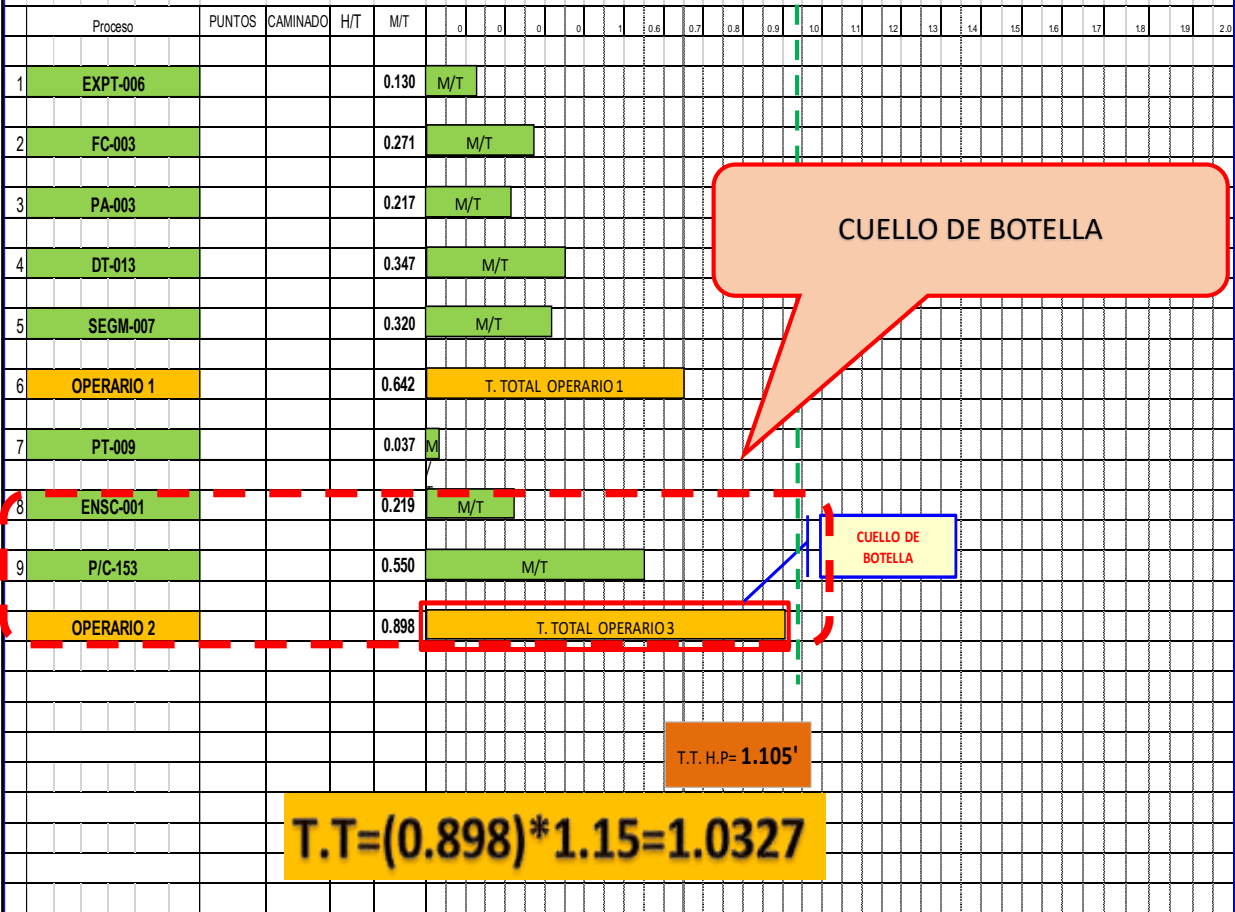 Proceso PUNTOS CAMINADO H/T M/T 0 0 0 0 1 0.6 0.7 0.8 0.9 1.0 1.1 1.2 1.3 1.4 1.5 1.6 1.7 1.8 1.9 2.0
1 EXPT-006 0.130 M/T
2 FC-003 0.271 M/T
3 PA-003 0.217 M/T
CUELLO DE BOTELLA
4 DT-013 0.347 M/T
5 SEGM-007 0.320 M/T
6 OPERARIO 1 0.642 T. TOTAL OPERARIO 1
7 PT-009 0.037 M
/
8 ENSC-001 0.219 M/T
CUELLO DE
BOTELLA
9 P/C-153 0.550 M/T
OPERARIO 2 0.898 T. TOTAL OPERARIO 3
T.T. H.P= 1.105'
T.T=(0.898)*1.15=1.0327